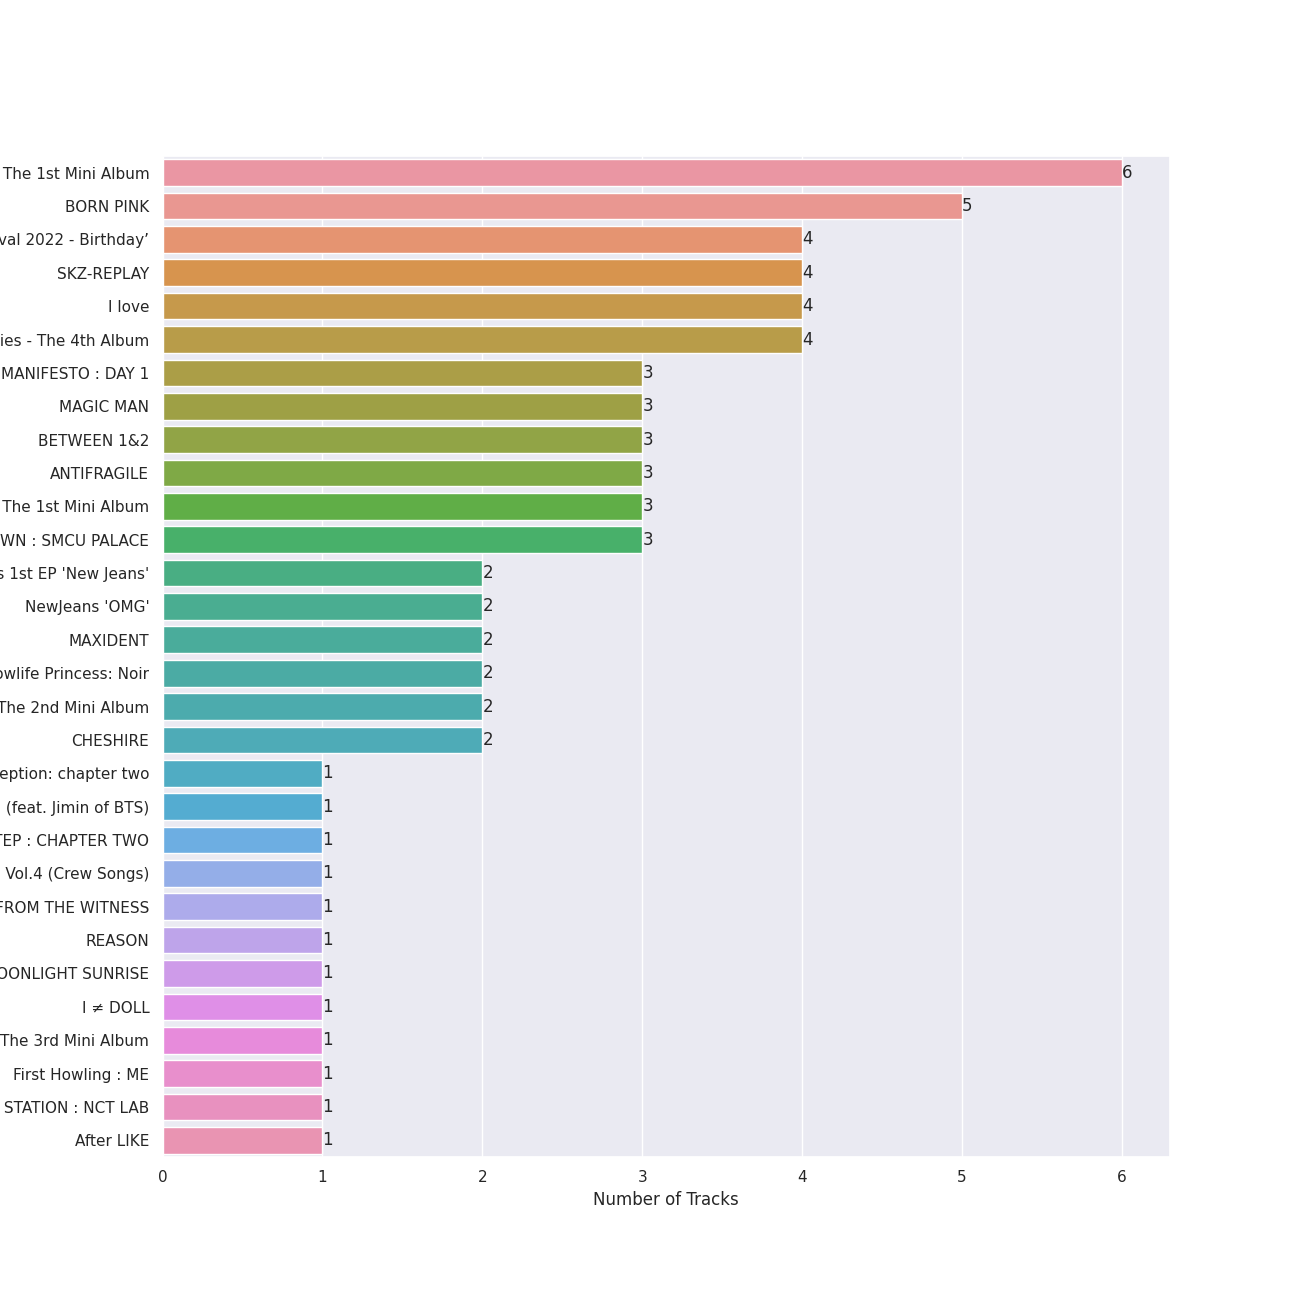 The 1st Mini Album 6
BORN PINK 5
val 2022 - Birthday’ 4
SKZ-REPLAY 4
I love 4
ies - The 4th Album 4
MANIFESTO : DAY 1 3
MAGIC MAN 3
BETWEEN 1&2 3
ANTIFRAGILE 3
The 1st Mini Album 3
WN : SMCU PALACE 3
s 1st EP 'New Jeans' 2
NewJeans 'OMG' 2
MAXIDENT 2
owlife Princess: Noir 2
The 2nd Mini Album 2
CHESHIRE 2
eption: chapter two 1
(feat. Jimin of BTS) 1
TEP : CHAPTER TWO 1
Vol.4 (Crew Songs) 1
FROM THE WITNESS 1
REASON 1
OONLIGHT SUNRISE 1
I ≠ DOLL 1
The 3rd Mini Album 1
First Howling : ME 1
STATION : NCT LAB 1
After LIKE 1
0 1 2 3 4 5 6
Number of Tracks